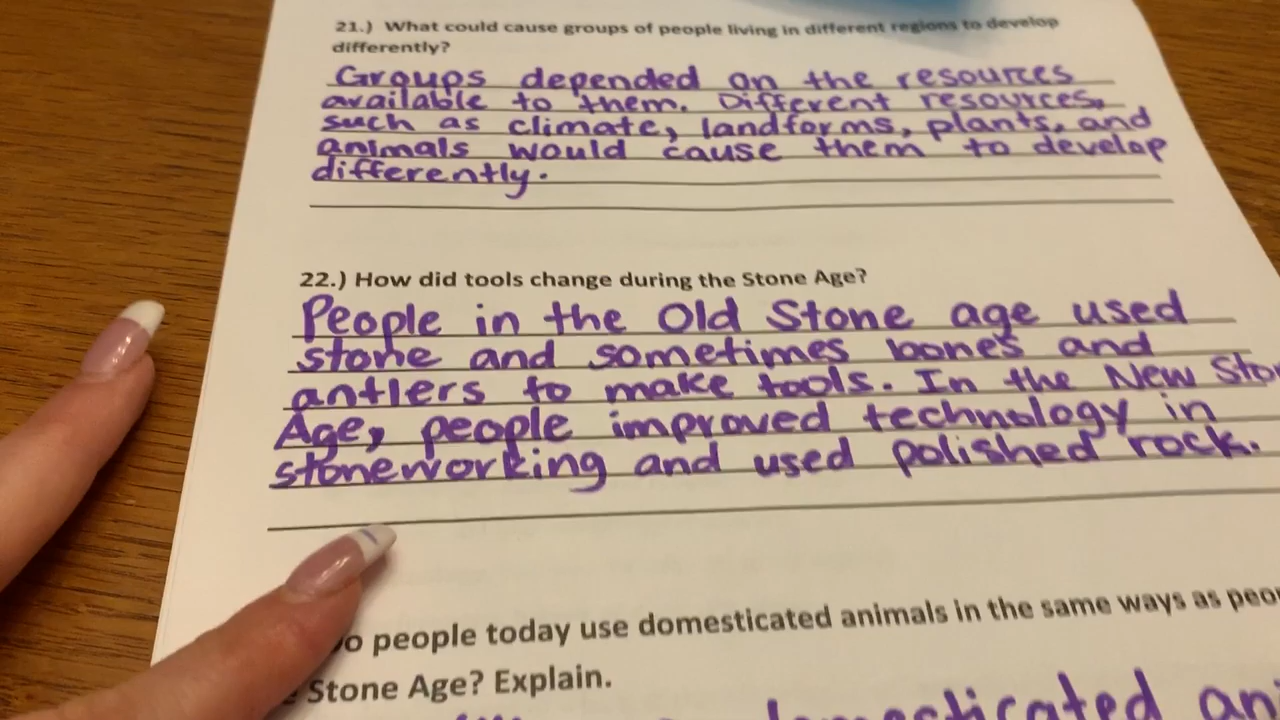 21.) What could cause groups of people living in different regions to develop
differently?
Groups depended on the resources
available to them. Different resources,
such as climate, landforms, plants, and
animals would cause them to develop
differently.
22.) How did tools change during the Stone Age?
People in the Old Stone age used
stone and sometimes bones and
antlers to make tools. In the New Sto
Age, people improved technology in
stoneworking and used polished rock.
o people today use domesticated animals in the same ways as peo
Stone Age? Explain.
domesticated an